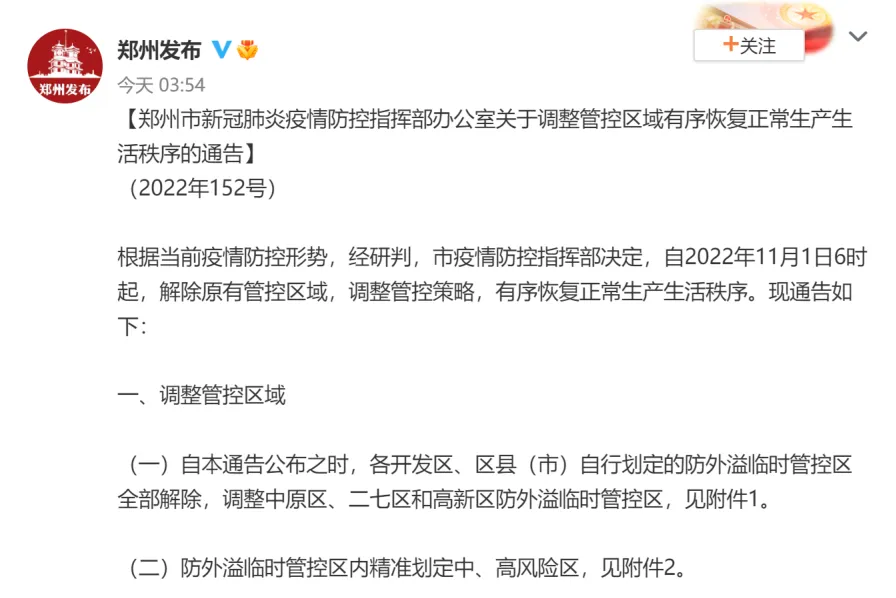 郑州发布
郑州发布
+关注
今天 03:54
【郑州市新冠肺炎疫情防控指挥部办公室关于调整管控区域有序恢复正常生产生
活秩序的通告】
（2022年152号）
根据当前疫情防控形势，经研判，市疫情防控指挥部决定，自2022年11月1日6时
起，解除原有管控区域，调整管控策略，有序恢复正常生产生活秩序。现通告如
下：
一、调整管控区域
（一）自本通告公布之时，各开发区、区县（市）自行划定的防外溢临时管控区
全部解除，调整中原区、二七区和高新区防外溢临时管控区，见附件1。
（二）防外溢临时管控区内精准划定中、高风险区，见附件2。